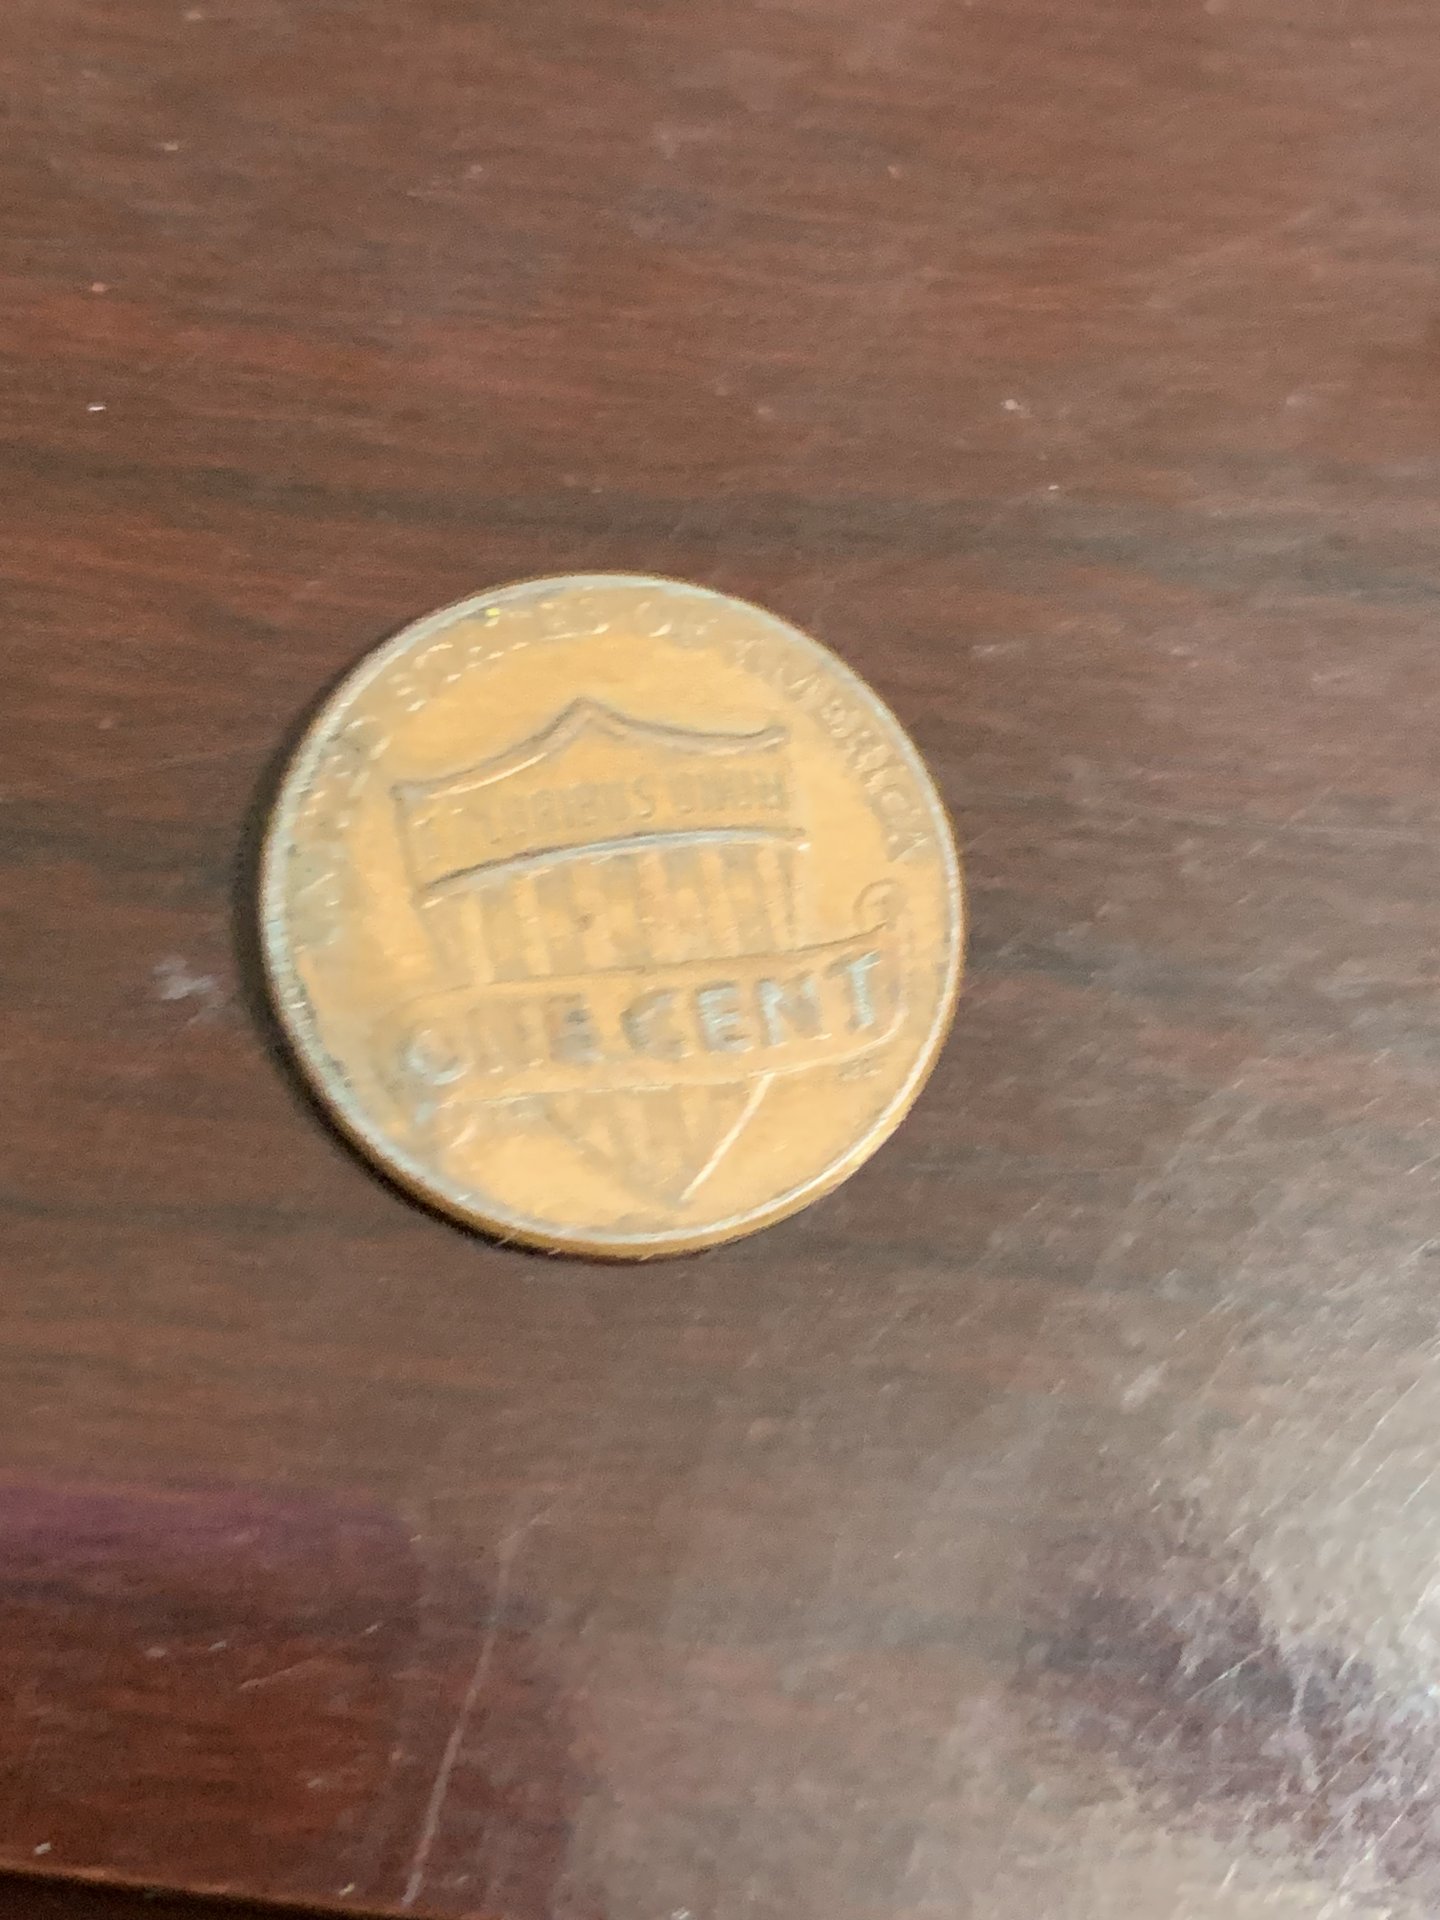 UNITED STATES OF AMERICA
E PLURIBUS UNUM
ONE CENT